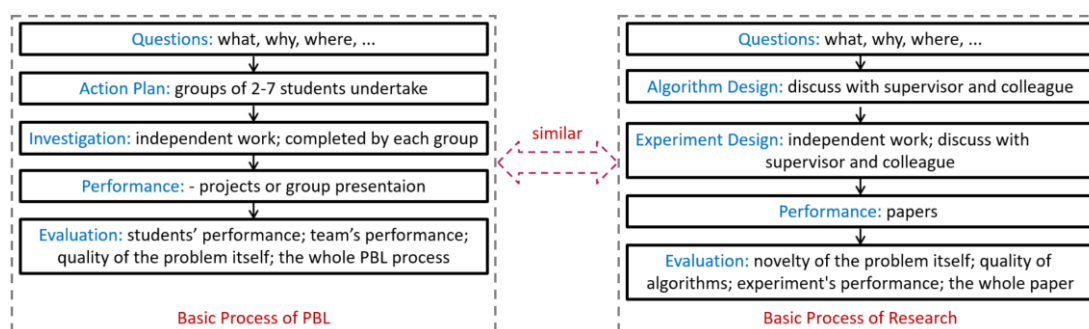 Questions: what, why, where, ...
Action Plan: groups of 2-7 students undertake
Investigation: independent work; completed by each group
Performance: - projects or group presentaion
Evaluation: students' performance; team's performance;
quality of the problem itself; the whole PBL process
Basic Process of PBL
similar
Questions: what, why, where, ...
Algorithm Design: discuss with supervisor and colleague
Experiment Design: independent work; discuss with
supervisor and colleague
Performance: papers
Evaluation: novelty of the problem itself; quality of
algorithms; experiment's performance; the whole paper
Basic Process of Research